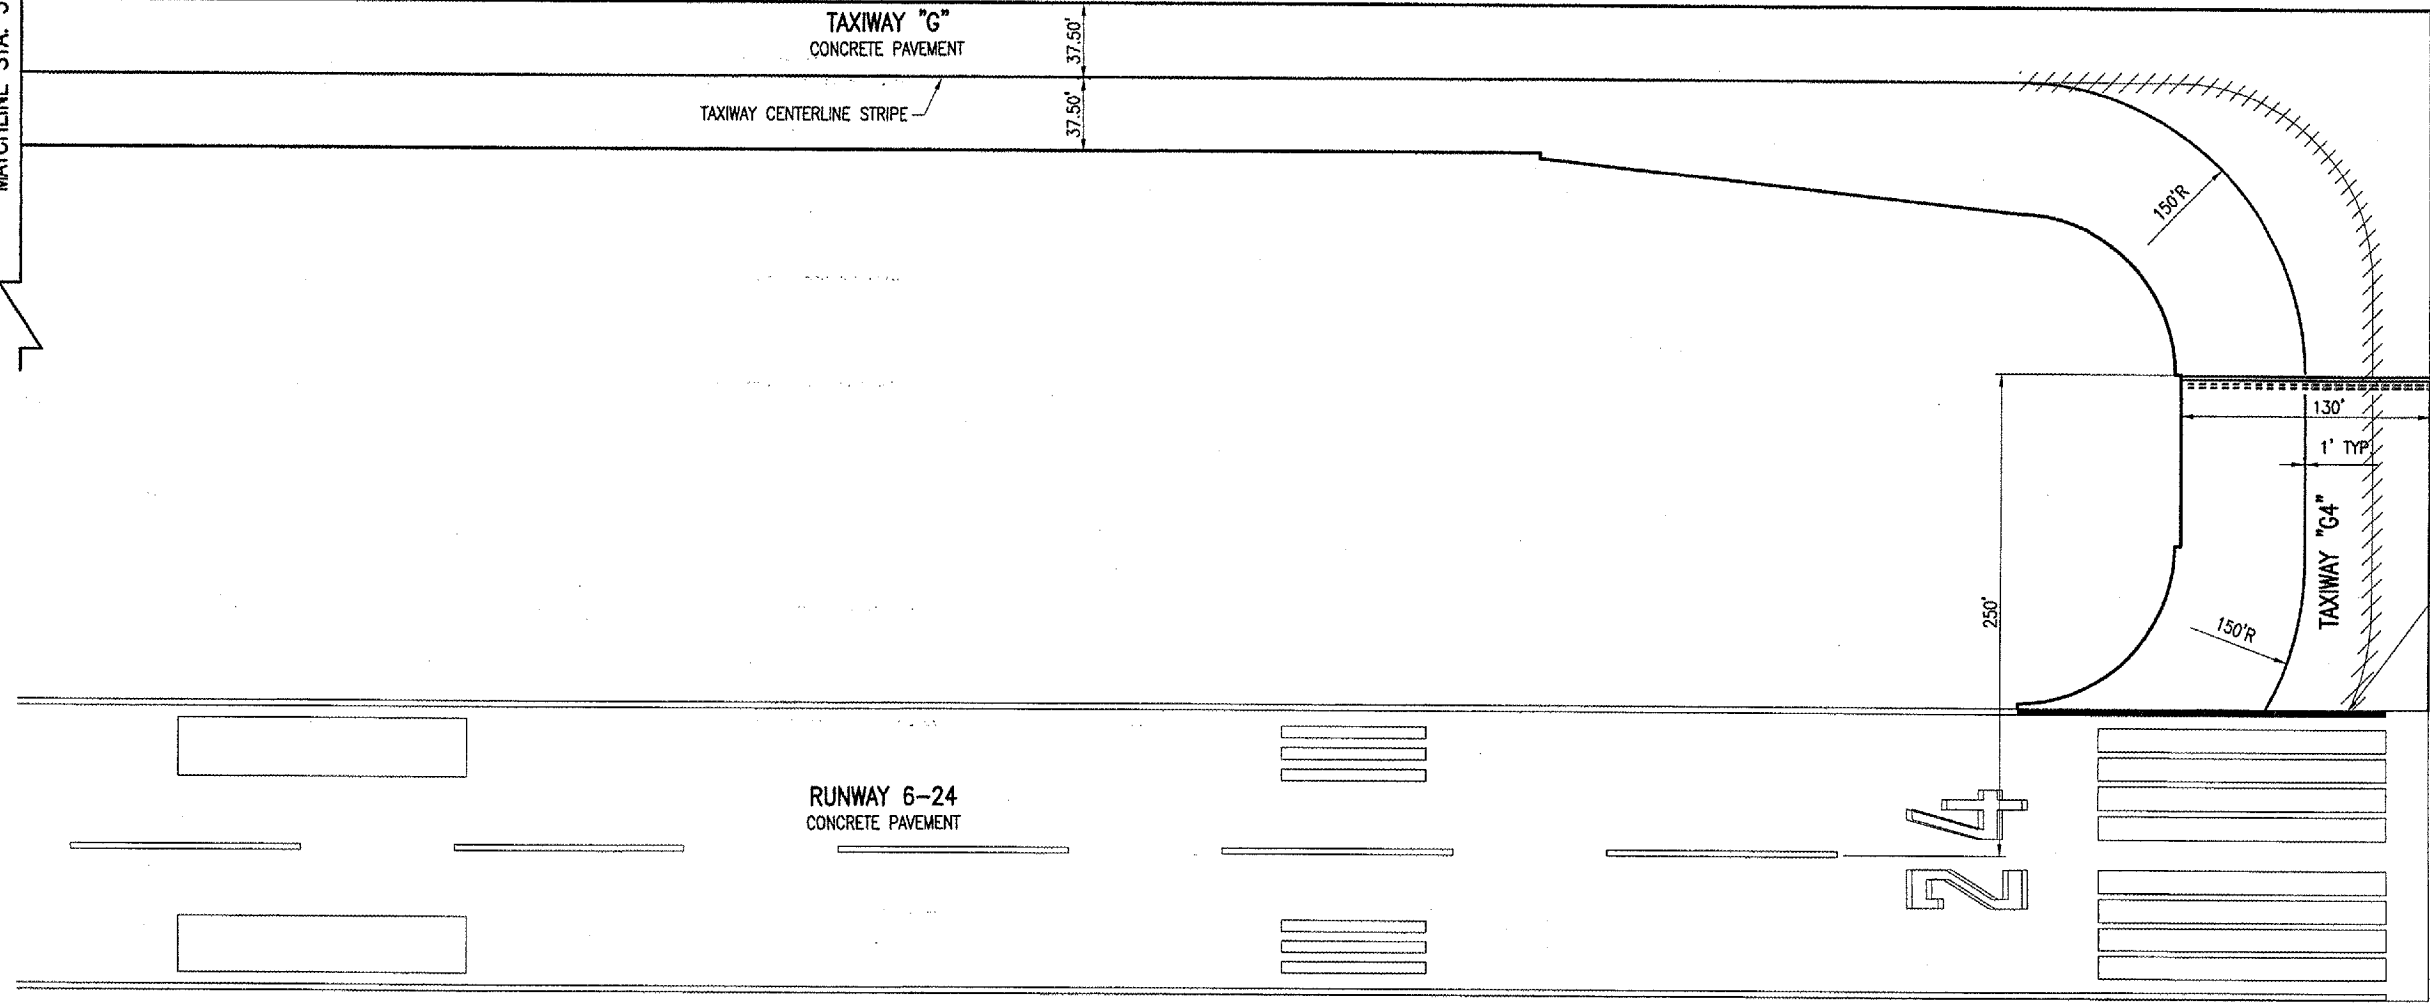 MATCHLINE STA.
TAXIWAY "G"
CONCRETE PAVEMENT
37.50'
TAXIWAY CENTERLINE STRIPE
37.50'
150'R
130'
1' TYP.
TAXIWAY "G4"
250'
150'R
RUNWAY 6-24
CONCRETE PAVEMENT
24